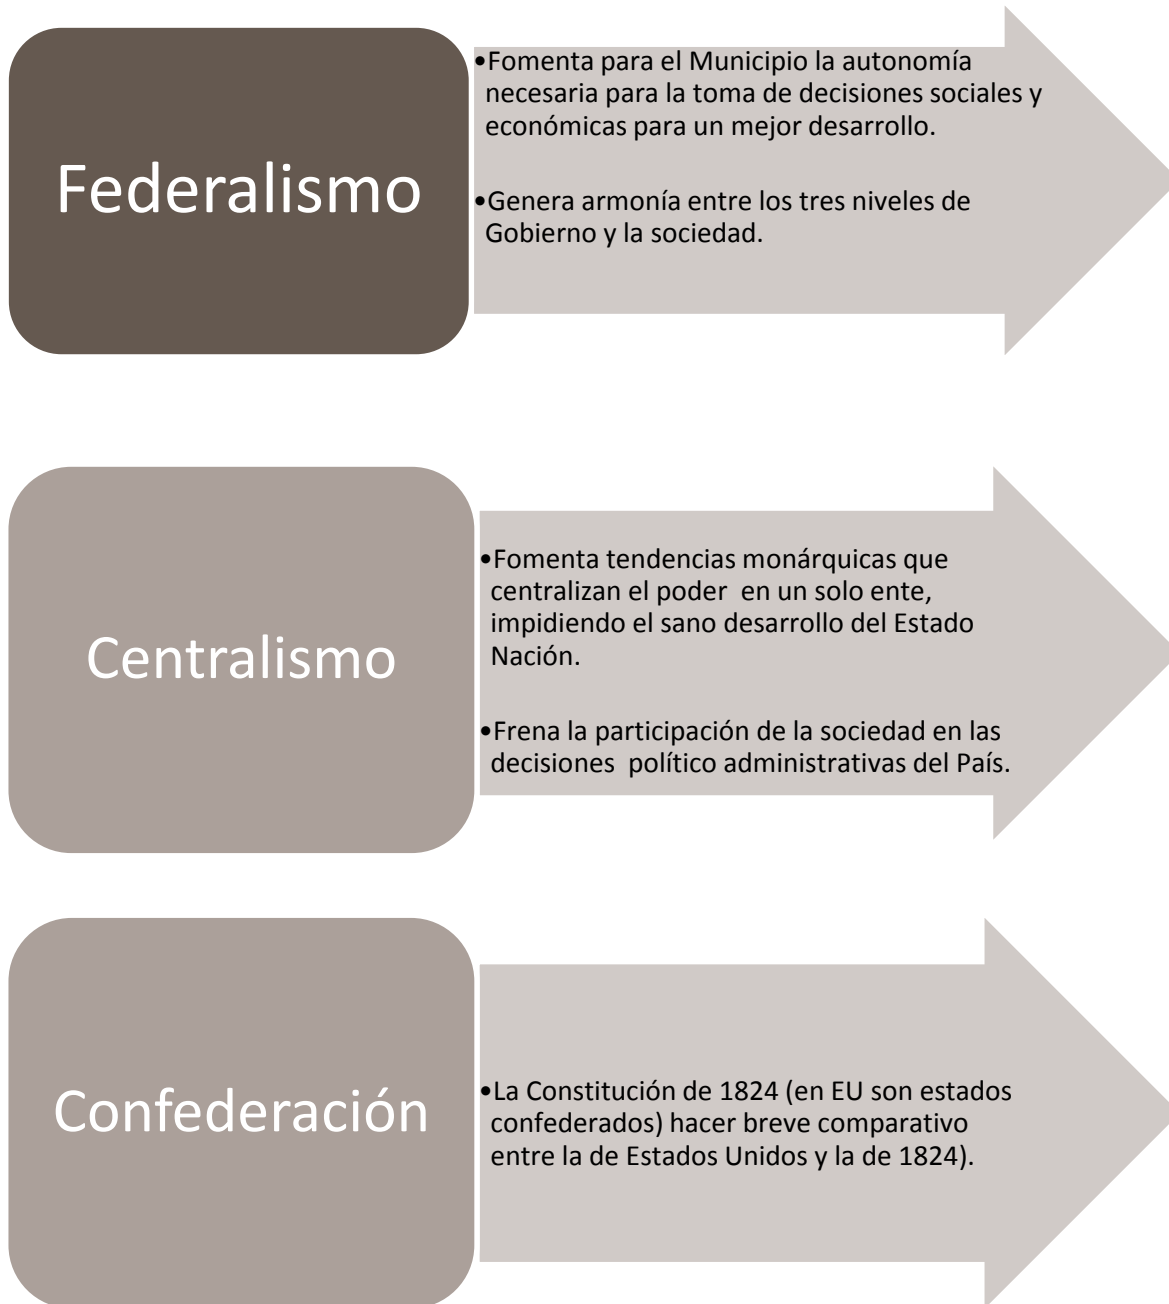 Federalismo
•Fomenta para el Municipio la autonomía
necesaria para la toma de decisiones sociales y
económicas para un mejor desarrollo.
•Genera armonía entre los tres niveles de
Gobierno y la sociedad.
Centralismo
•Fomenta tendencias monárquicas que
centralizan el poder  en un solo ente,
impidiendo el sano desarrollo del Estado
Nación.
•Frena la participación de la sociedad en las
decisiones  político administrativas del País.
Confederación
•La Constitución de 1824 (en EU son estados
confederados) hacer breve comparativo
entre la de Estados Unidos y la de 1824).